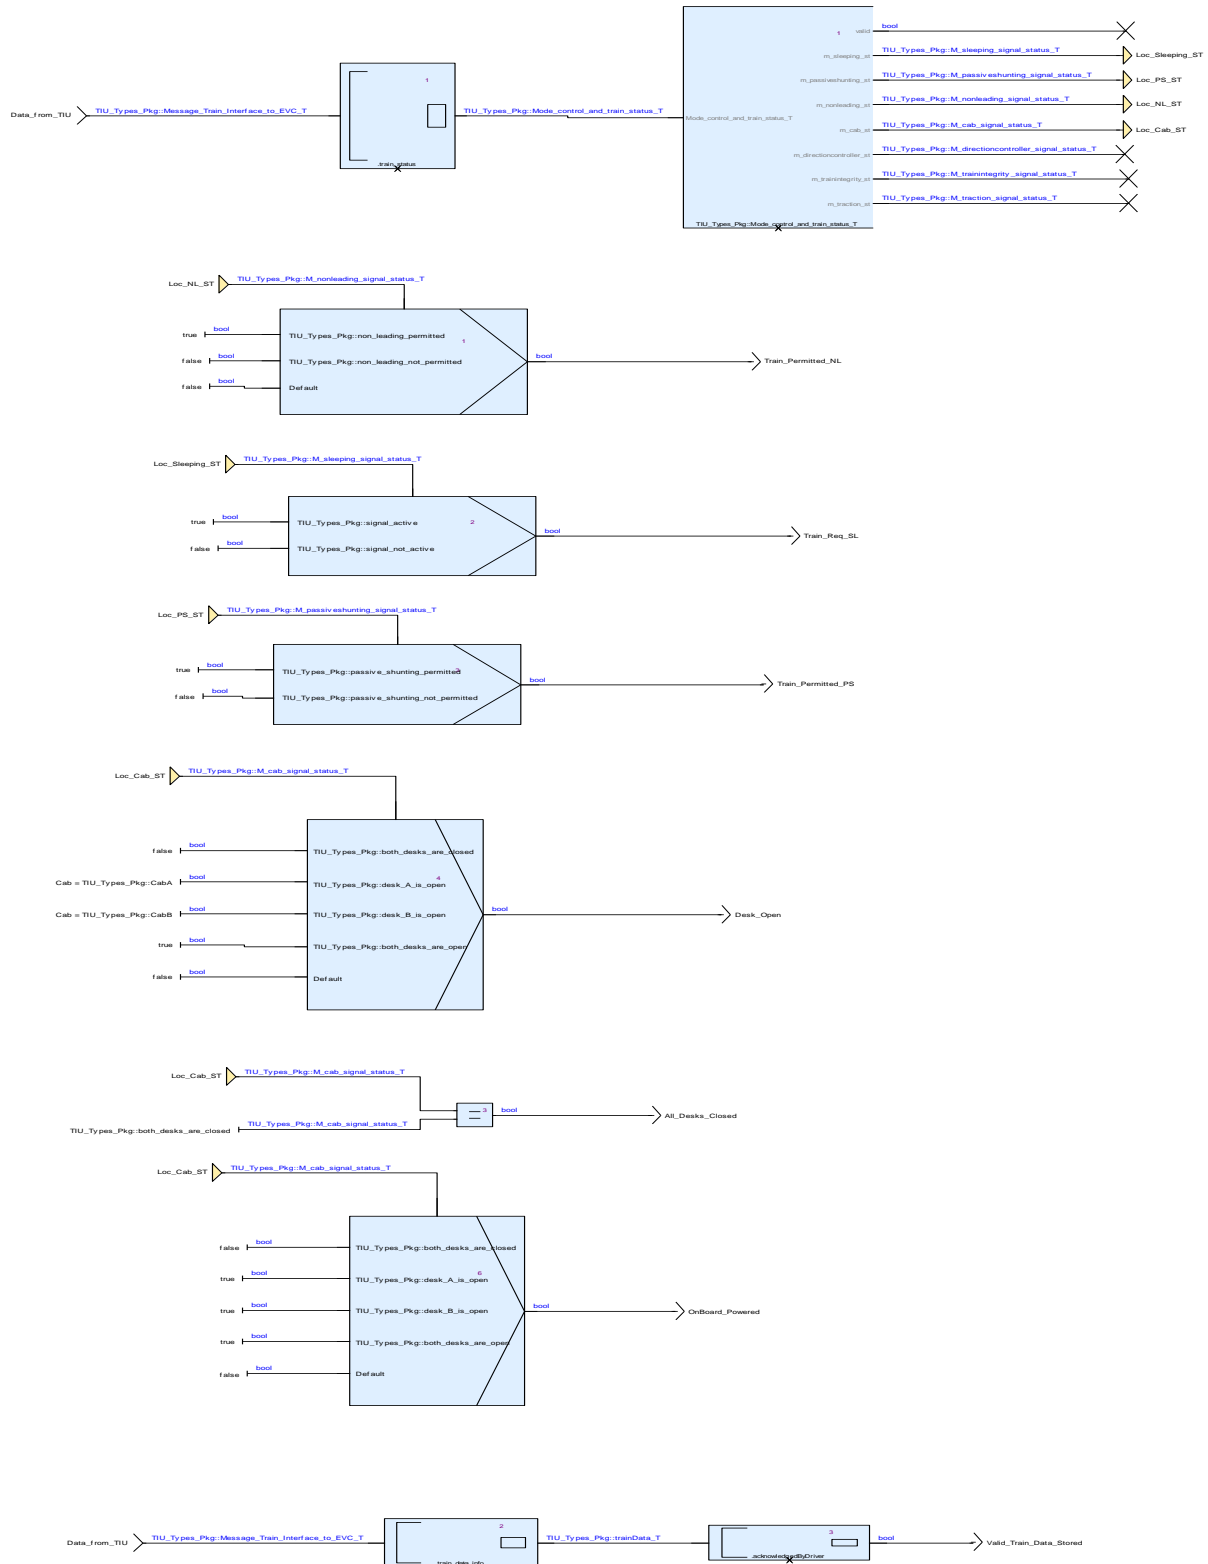 bool
valid
1
TIU_Types_Pkg::M_sleeping_signal_status_T
m_sleeping_st
Loc_Sleeping_ST
TIU_Types_Pkg::M_passiveshunting_signal_status_T
m_passiveshunting_st
Loc_PS_ST
1
TIU_Types_Pkg::M_nonleading_signal_status_T
m_nonleading_st
Loc_NL_ST
Data_from_TIU
TIU_Types_Pkg::Message_Train_Interface_to_EVC_T
TIU_Types_Pkg::Mode_control_and_train_status_T
Mode_control_and_train_status_T
TIU_Types_Pkg::M_cab_signal_status_T
m_cab_st
Loc_Cab_ST
TIU_Types_Pkg::M_directioncontroller_signal_status_T
m_directioncontroller_st
.train_status
TIU_Types_Pkg::M_trainintegrity_signal_status_T
m_trainintegrity_st
TIU_Types_Pkg::M_traction_signal_status_T
m_traction_st
TIU_Types_Pkg::Mode_control_and_train_status_T
Loc_NL_ST
TIU_Types_Pkg::M_nonleading_signal_status_T
true
bool
TIU_Types_Pkg::non_leading_permitted
1
false
bool
TIU_Types_Pkg::non_leading_not_permitted
bool
Train_Permitted_NL
false
bool
Default
Loc_Sleeping_ST
TIU_Types_Pkg::M_sleeping_signal_status_T
true
bool
TIU_Types_Pkg::signal_active
2
bool
Train_Req_SL
false
bool
TIU_Types_Pkg::signal_not_active
Loc_PS_ST
TIU_Types_Pkg::M_passiveshunting_signal_status_T
true
bool
TIU_Types_Pkg::passive_shunting_permitted
3
bool
Train_Permitted_PS
false
bool
TIU_Types_Pkg::passive_shunting_not_permitted
Loc_Cab_ST
TIU_Types_Pkg::M_cab_signal_status_T
false
bool
TIU_Types_Pkg::both_desks_are_closed
4
Cab = TIU_Types_Pkg::CabA
bool
TIU_Types_Pkg::desk_A_is_open
Cab = TIU_Types_Pkg::CabB
bool
TIU_Types_Pkg::desk_B_is_open
bool
Desk_Open
true
bool
TIU_Types_Pkg::both_desks_are_open
false
bool
Default
Loc_Cab_ST
TIU_Types_Pkg::M_cab_signal_status_T
3
bool
All_Desks_Closed
TIU_Types_Pkg::both_desks_are_closed
TIU_Types_Pkg::M_cab_signal_status_T
Loc_Cab_ST
TIU_Types_Pkg::M_cab_signal_status_T
false
bool
TIU_Types_Pkg::both_desks_are_closed
6
true
bool
TIU_Types_Pkg::desk_A_is_open
true
bool
TIU_Types_Pkg::desk_B_is_open
bool
OnBoard_Powered
true
bool
TIU_Types_Pkg::both_desks_are_open
false
bool
Default
2
3
Data_from_TIU
TIU_Types_Pkg::Message_Train_Interface_to_EVC_T
TIU_Types_Pkg::trainData_T
bool
Valid_Train_Data_Stored
.train_data_info
.acknowledgedByDriver